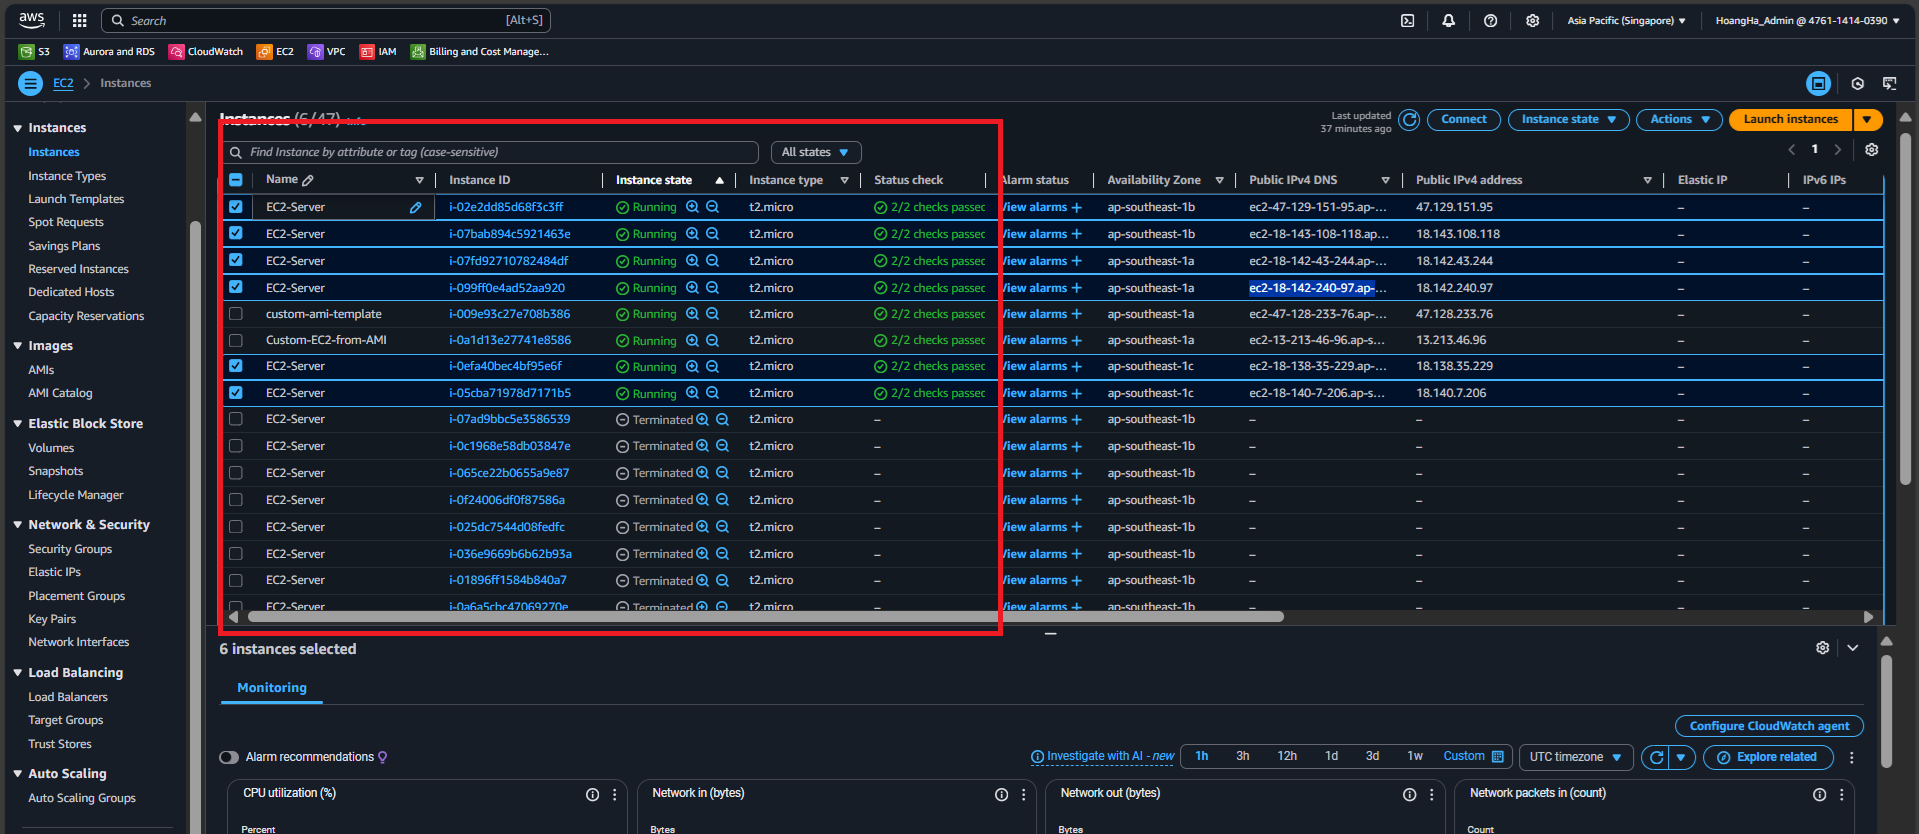 aws Search [Alt+S] Asia Pacific (Singapore) HoangHa_Admin @ 4761-1414-0390
S3 Aurora and RDS CloudWatch EC2 VPC IAM Billing and Cost Manage...
EC2 Instances
Instances
Instances
Instance Types
Launch Templates
Spot Requests
Savings Plans
Reserved Instances
Dedicated Hosts
Capacity Reservations
Images
AMIs
AMI Catalog
Elastic Block Store
Volumes
Snapshots
Lifecycle Manager
Network & Security
Security Groups
Elastic IPs
Placement Groups
Key Pairs
Network Interfaces
Load Balancing
Load Balancers
Target Groups
Trust Stores
Auto Scaling
Auto Scaling Groups
Instances (6/47) Info
Last updated
37 minutes ago
Connect Instance state Actions Launch instances
Find Instance by attribute or tag (case-sensitive) All states 1
Name Instance ID Instance state Instance type Status check Alarm status Availability Zone Public IPv4 DNS Public IPv4 address Elastic IP IPv6 IPs
EC2-Server i-02e2dd85d68f3c3ff Running t2.micro 2/2 checks passed View alarms + ap-southeast-1b ec2-47-129-151-95.ap-... 47.129.151.95 – –
EC2-Server i-07bab894c5921463e Running t2.micro 2/2 checks passed View alarms + ap-southeast-1b ec2-18-143-108-118.ap... 18.143.108.118 – –
EC2-Server i-07fd92710782484df Running t2.micro 2/2 checks passed View alarms + ap-southeast-1a ec2-18-142-43-244.ap-... 18.142.43.244 – –
EC2-Server i-099ff0e4ad52aa920 Running t2.micro 2/2 checks passed View alarms + ap-southeast-1a ec2-18-142-240-97.ap-... 18.142.240.97 – –
custom-ami-template i-009e93c27e708b386 Running t2.micro 2/2 checks passed View alarms + ap-southeast-1a ec2-47-128-233-76.ap-... 47.128.233.76 – –
Custom-EC2-from-AMI i-0a1d13e27741e8586 Running t2.micro 2/2 checks passed View alarms + ap-southeast-1a ec2-13-213-46-96.ap-s... 13.213.46.96 – –
EC2-Server i-0efa40bec4bf95e6f Running t2.micro 2/2 checks passed View alarms + ap-southeast-1c ec2-18-138-35-229.ap-... 18.138.35.229 – –
EC2-Server i-05cba71978d7171b5 Running t2.micro 2/2 checks passed View alarms + ap-southeast-1c ec2-18-140-7-206.ap-s... 18.140.7.206 – –
EC2-Server i-07ad9bbc5e3586539 Terminated t2.micro – View alarms + ap-southeast-1b – – – –
EC2-Server i-0c1968e58db03847e Terminated t2.micro – View alarms + ap-southeast-1b – – – –
EC2-Server i-065ce22b0655a9e87 Terminated t2.micro – View alarms + ap-southeast-1b – – – –
EC2-Server i-0f24006df0f87586a Terminated t2.micro – View alarms + ap-southeast-1b – – – –
EC2-Server i-025dc7544d08fedfc Terminated t2.micro – View alarms + ap-southeast-1b – – – –
EC2-Server i-036e9669b6b62b93a Terminated t2.micro – View alarms + ap-southeast-1b – – – –
EC2-Server i-01896ff1584b840a7 Terminated t2.micro – View alarms + ap-southeast-1b – – – –
EC2-Server i-0a6a5cbc47069270e Terminated t2.micro – View alarms + ap-southeast-1b – – – –
6 instances selected
Monitoring
Configure CloudWatch agent
Alarm recommendations Investigate with AI - new 1h 3h 12h 1d 3d 1w Custom UTC timezone Explore related
CPU utilization (%) Network in (bytes) Network out (bytes) Network packets in (count)
Percent Bytes Bytes Count